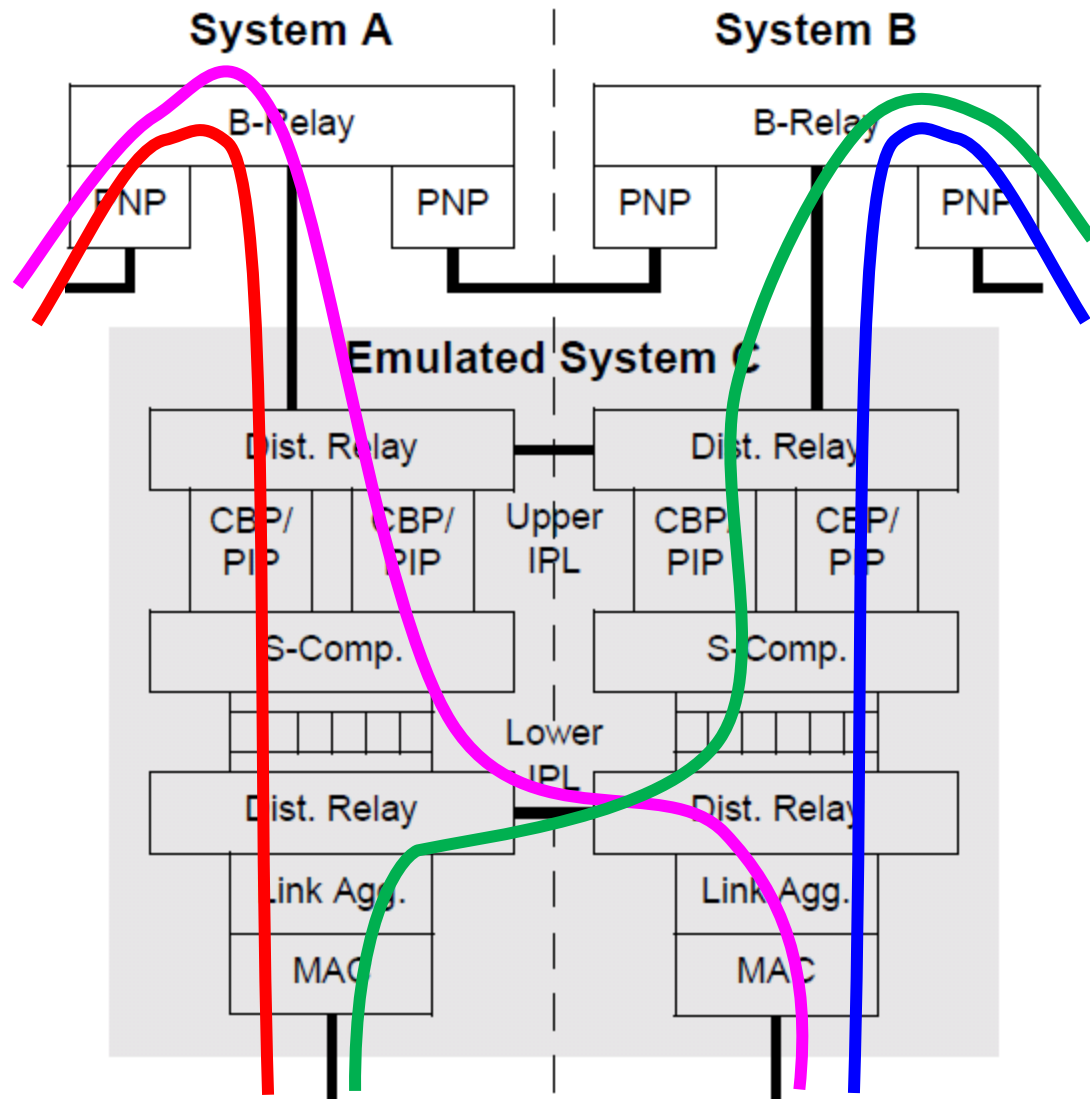 System A
System B
B-Relay
B-Relay
PNP
PNP
PNP
PNP
Emulated System C
Dist. Relay
Dist. Relay
CBP/
PIP
CBP/
PIP
Upper
IPL
CBP/
PIP
CBP/
PIP
S-Comp.
S-Comp.
Lower
IPL
Dist. Relay
Dist. Relay
Link Agg.
Link Agg.
MAC
MAC